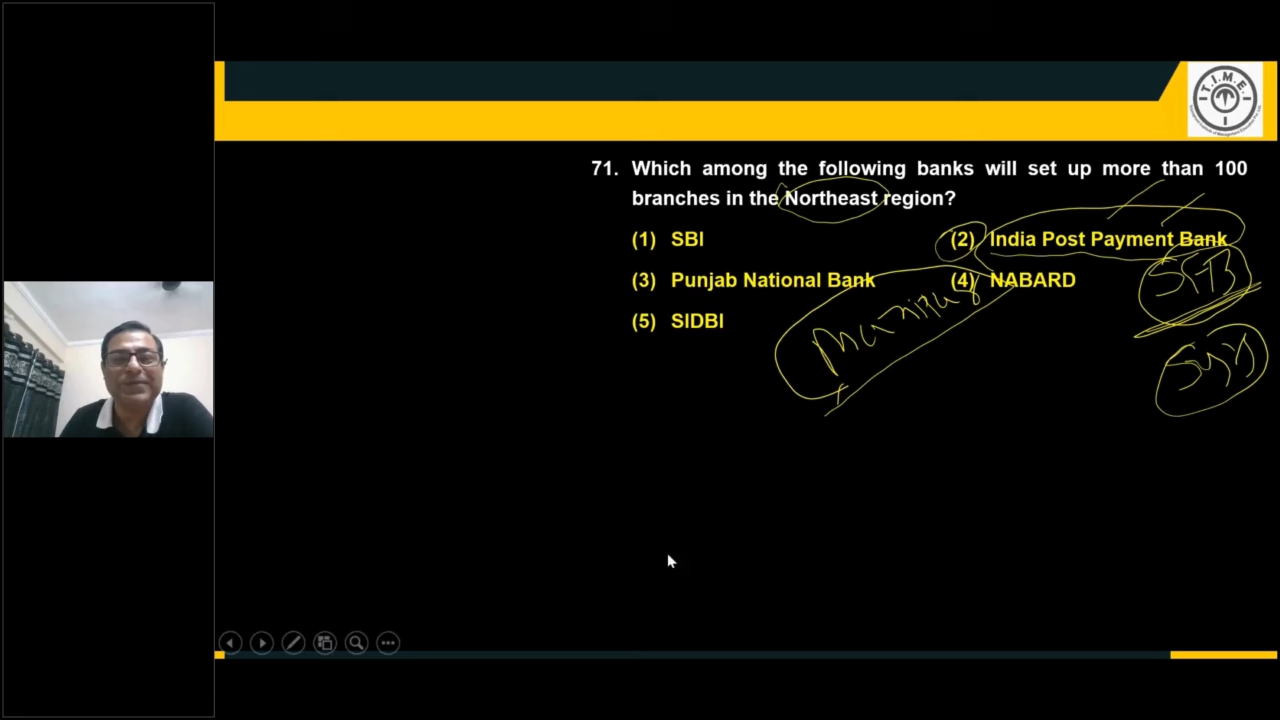 T.I.M.E.
71. Which among the following banks will set up more than 100
branches in the Northeast region?
(1) SBI
(2) India Post Payment Bank
(3) Punjab National Bank
(4) NABARD
(5) SIDBI
SFB